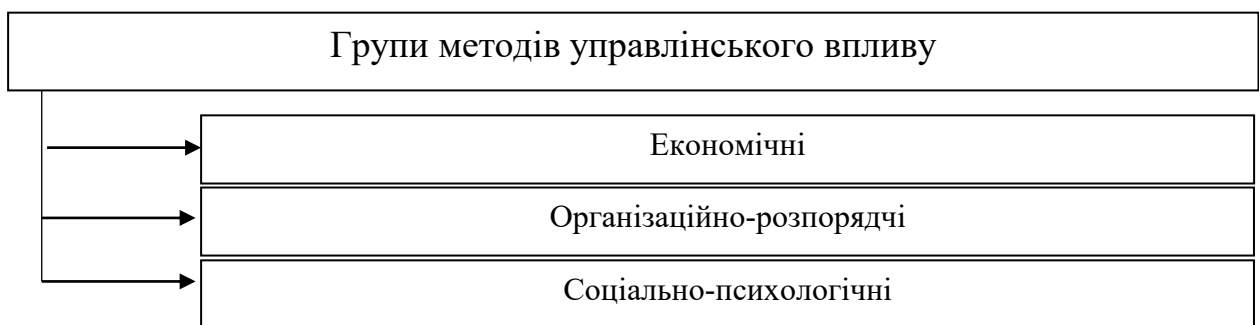 Групи методів управлінського впливу
Економічні
Організаційно-розпорядчі
Соціально-психологічні